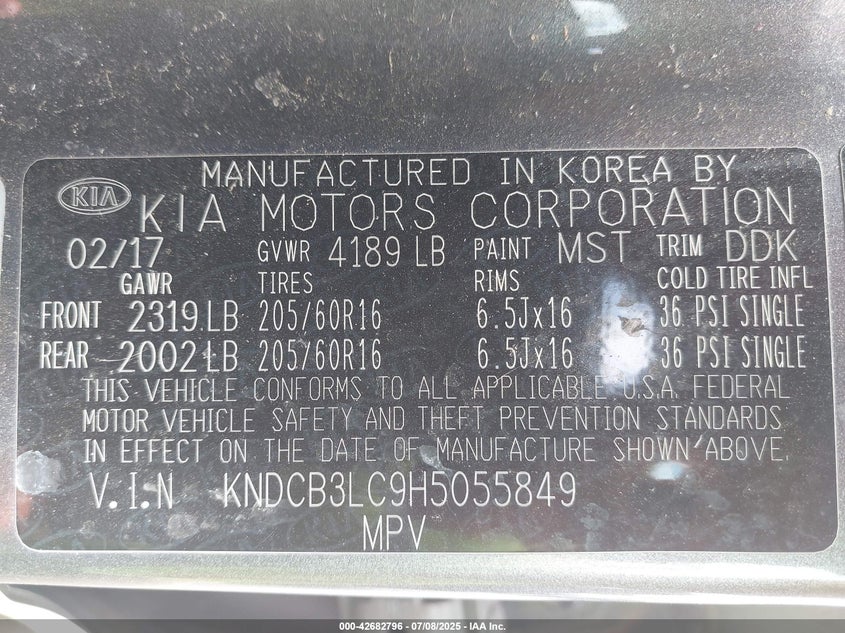 MANUFACTURED IN KOREA BY
KIA KIA MOTORS CORPORATION
02/17 GVWR 4189 LB PAINT MST TRIM DDK
GAWR TIRES RIMS COLD TIRE INFL
FRONT 2319 LB 205/60R16 6.5Jx16 36 PSI SINGLE
REAR 2002 LB 205/60R16 6.5Jx16 36 PSI SINGLE
THIS VEHICLE CONFORMS TO ALL APPLICABLE U.S.A. FEDERAL
MOTOR VEHICLE SAFETY AND THEFT PREVENTION STANDARDS
IN EFFECT ON THE DATE OF MANUFACTURE SHOWN ABOVE.
V.I.N KNDCB3LC9H5055849
MPV
000-42682796 - 07/08/2025 - IAA Inc.